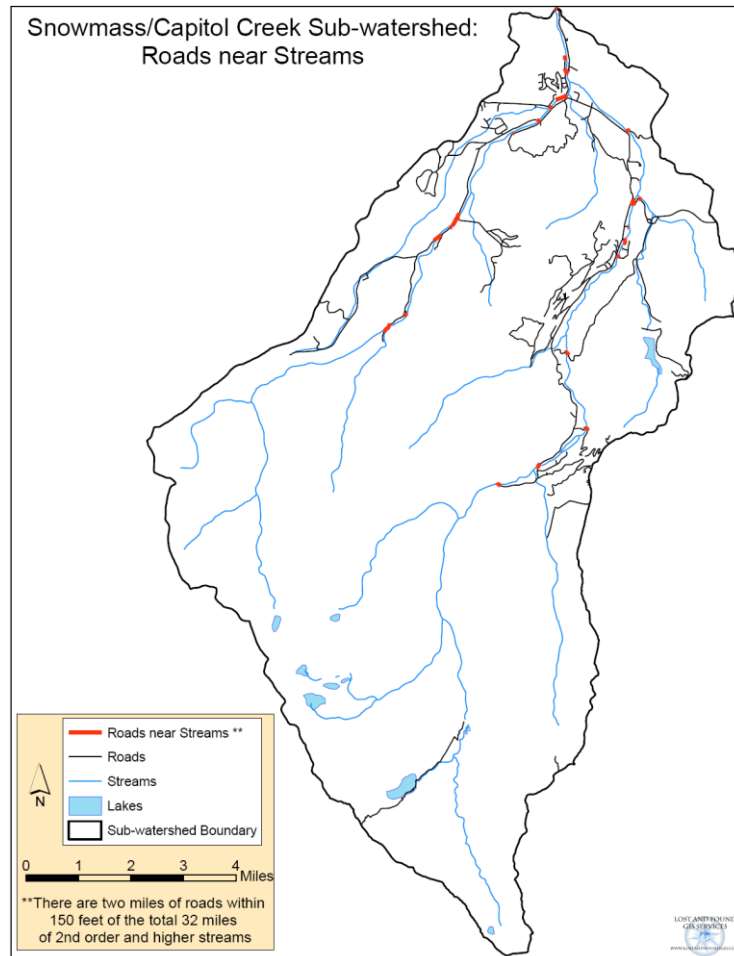 Snowmass/Capitol Creek Sub-watershed:
Roads near Streams
Roads near Streams **
Roads
Streams
Lakes
Sub-watershed Boundary
N
0 1 2 3 4
Miles
**There are two miles of roads within
150 feet of the total 32 miles
of 2nd order and higher streams
LOST AND FOUND
GIS SERVICES